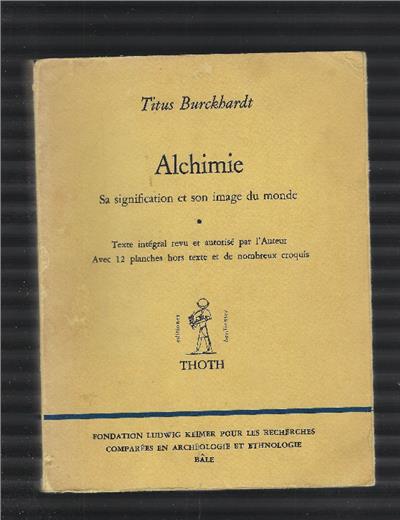 Titus Burckhardt
Alchimie
Sa signification et son image du monde
Texte intégral revu et autorisé par l'Auteur
Avec 12 planches hors texte et de nombreux croquis
THOTH
FONDATION LUDWIG KEIMER POUR LES RECHERCHES
COMPARÉES EN ARCHÉOLOGIE ET ETHNOLOGIE
BÂLE